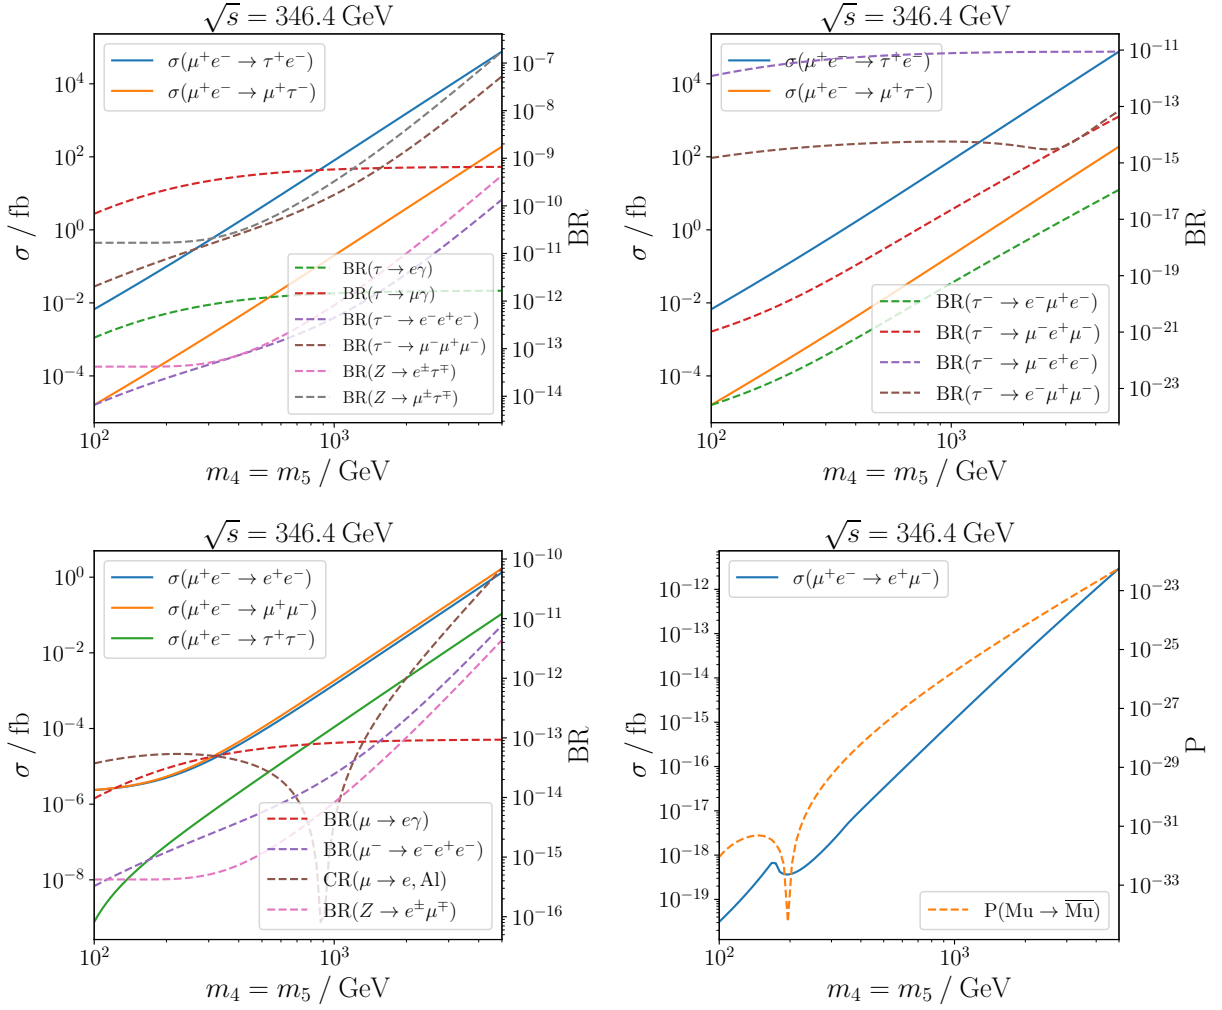 √s = 346.4 GeV
σ(μ⁺e⁻ → τ⁺e⁻)
σ(μ⁺e⁻ → μ⁺τ⁻)
BR(τ → eγ)
BR(τ → μγ)
BR(τ⁻ → e⁻e⁺e⁻)
BR(τ⁻ → μ⁻μ⁺μ⁻)
BR(Z → e±τ∓)
BR(Z → μ±τ∓)
σ / fb
10⁴
10²
10⁰
10⁻²
10⁻⁴
BR
10⁻⁷
10⁻⁸
10⁻⁹
10⁻¹⁰
10⁻¹¹
10⁻¹²
10⁻¹³
10⁻¹⁴
10²
10³
m₄ = m₅ / GeV
√s = 346.4 GeV
σ(μ⁺e⁻ → τ⁺e⁻)
σ(μ⁺e⁻ → μ⁺τ⁻)
BR(τ⁻ → e⁻μ⁺e⁻)
BR(τ⁻ → μ⁻e⁺μ⁻)
BR(τ⁻ → μ⁻e⁺e⁻)
BR(τ⁻ → e⁻μ⁺μ⁻)
σ / fb
10⁴
10²
10⁰
10⁻²
10⁻⁴
BR
10⁻¹¹
10⁻¹³
10⁻¹⁵
10⁻¹⁷
10⁻¹⁹
10⁻²¹
10⁻²³
10²
10³
m₄ = m₅ / GeV
√s = 346.4 GeV
σ(μ⁺e⁻ → e⁺e⁻)
σ(μ⁺e⁻ → μ⁺μ⁻)
σ(μ⁺e⁻ → τ⁺τ⁻)
BR(μ → eγ)
BR(μ⁻ → e⁻e⁺e⁻)
CR(μ → e, Al)
BR(Z → e±μ∓)
σ / fb
10⁰
10⁻²
10⁻⁴
10⁻⁶
10⁻⁸
BR
10⁻¹⁰
10⁻¹¹
10⁻¹²
10⁻¹³
10⁻¹⁴
10⁻¹⁵
10⁻¹⁶
10²
10³
m₄ = m₅ / GeV
√s = 346.4 GeV
σ(μ⁺e⁻ → e⁺μ⁻)
P(Mu → M̅u̅)
σ / fb
10⁻¹²
10⁻¹³
10⁻¹⁴
10⁻¹⁵
10⁻¹⁶
10⁻¹⁷
10⁻¹⁸
10⁻¹⁹
P
10⁻²³
10⁻²⁵
10⁻²⁷
10⁻²⁹
10⁻³¹
10⁻³³
10²
10³
m₄ = m₅ / GeV